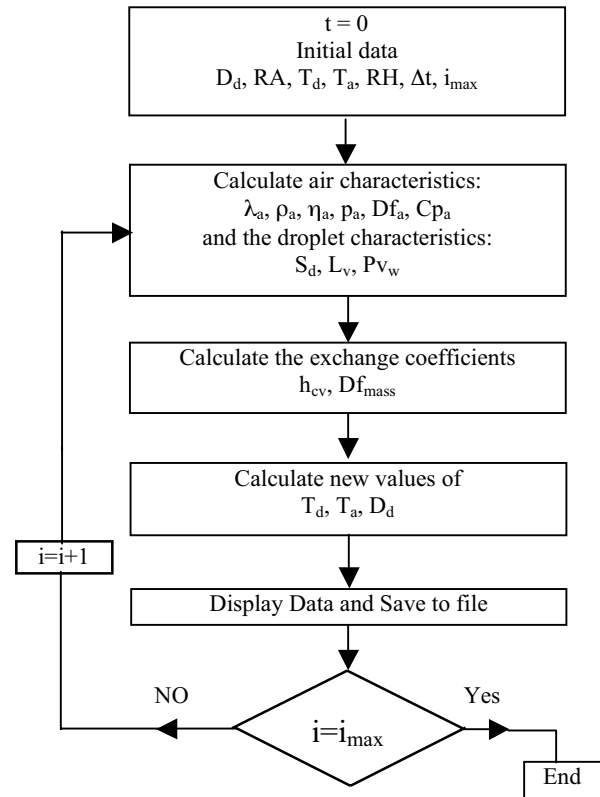 t = 0
Initial data
D_d, RA, T_d, T_a, RH, Δt, i_max
Calculate air characteristics:
λ_a, ρ_a, η_a, p_a, Df_a, Cp_a
and the droplet characteristics:
S_d, L_v, Pv_w
Calculate the exchange coefficients
h_cv, Df_mass
Calculate new values of
T_d, T_a, D_d
i=i+1
Display Data and Save to file
NO
Yes
i=i_max
End